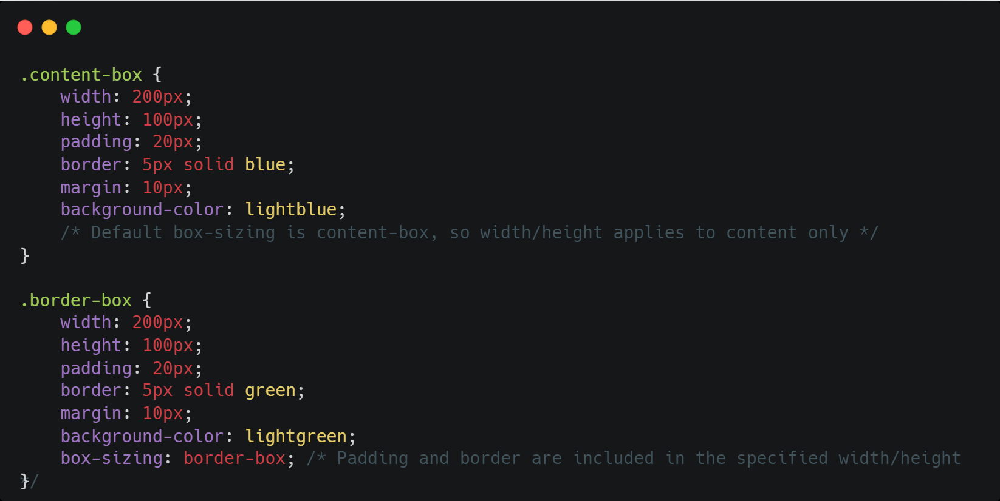 .content-box {
    width: 200px;
    height: 100px;
    padding: 20px;
    border: 5px solid blue;
    margin: 10px;
    background-color: lightblue;
    /* Default box-sizing is content-box, so width/height applies to content only */
}

.border-box {
    width: 200px;
    height: 100px;
    padding: 20px;
    border: 5px solid green;
    margin: 10px;
    background-color: lightgreen;
    box-sizing: border-box; /* Padding and border are included in the specified width/height
*/
}